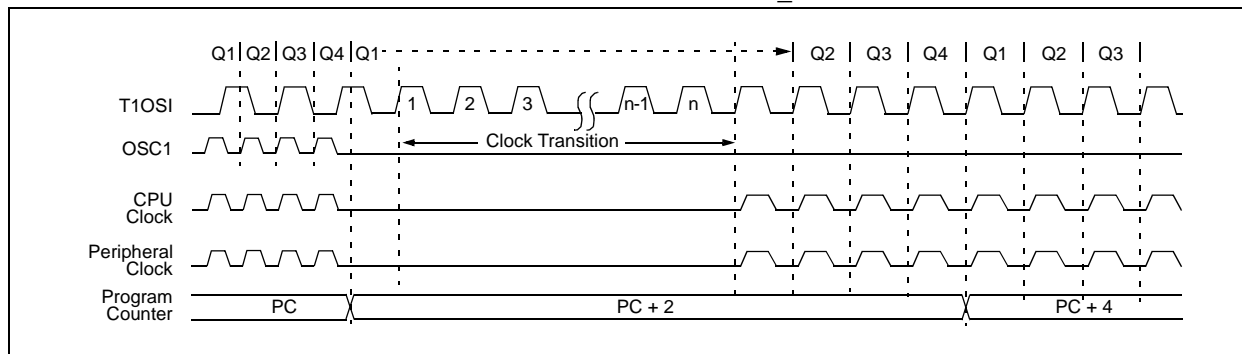 Q1 Q2 Q3 Q4 Q1 Q2 Q3 Q4 Q1 Q2 Q3
T1OSI 1 2 3 n-1 n
Clock Transition
OSC1
CPU
Clock
Peripheral
Clock
Program
Counter
PC PC + 2 PC + 4